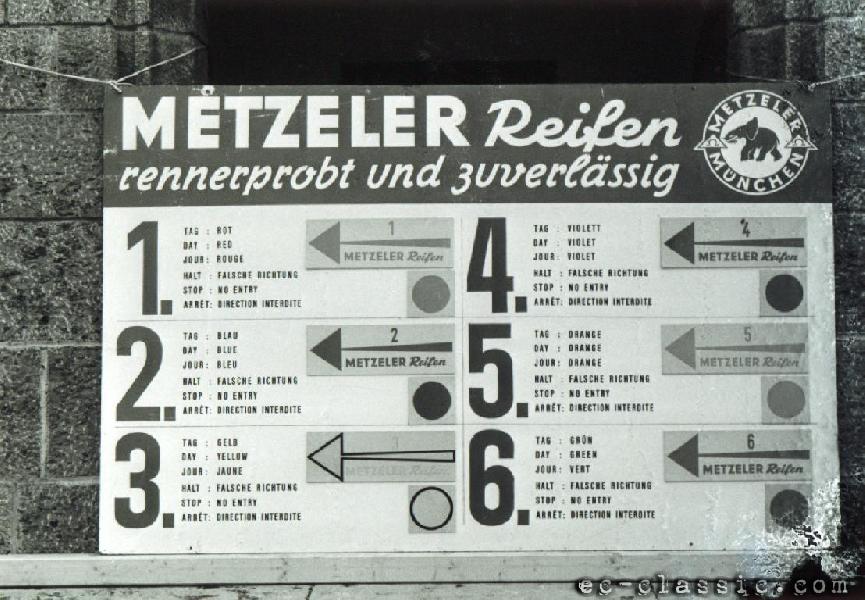 METZELER Reifen
rennerprobt und zuverlässig
METZELER
MÜNCHEN
1.
TAG : ROT
DAY : RED
JOUR: ROUGE
HALT : FALSCHE RICHTUNG
STOP : NO ENTRY
ARRÊT: DIRECTION INTERDITE
1
METZELER Reifen
2.
TAG : BLAU
DAY : BLUE
JOUR: BLEU
HALT : FALSCHE RICHTUNG
STOP : NO ENTRY
ARRÊT: DIRECTION INTERDITE
2
METZELER Reifen
3.
TAG : GELB
DAY : YELLOW
JOUR: JAUNE
HALT : FALSCHE RICHTUNG
STOP : NO ENTRY
ARRÊT: DIRECTION INTERDITE
3
METZELER Reifen
4.
TAG : VIOLETT
DAY : VIOLET
JOUR: VIOLET
HALT : FALSCHE RICHTUNG
STOP : NO ENTRY
ARRÊT: DIRECTION INTERDITE
4
METZELER Reifen
5.
TAG : ORANGE
DAY : ORANGE
JOUR: ORANGE
HALT : FALSCHE RICHTUNG
STOP : NO ENTRY
ARRÊT: DIRECTION INTERDITE
5
METZELER Reifen
6.
TAG : GRÜN
DAY : GREEN
JOUR: VERT
HALT : FALSCHE RICHTUNG
STOP : NO ENTRY
ARRÊT: DIRECTION INTERDITE
6
METZELER Reifen
ec-classic.com